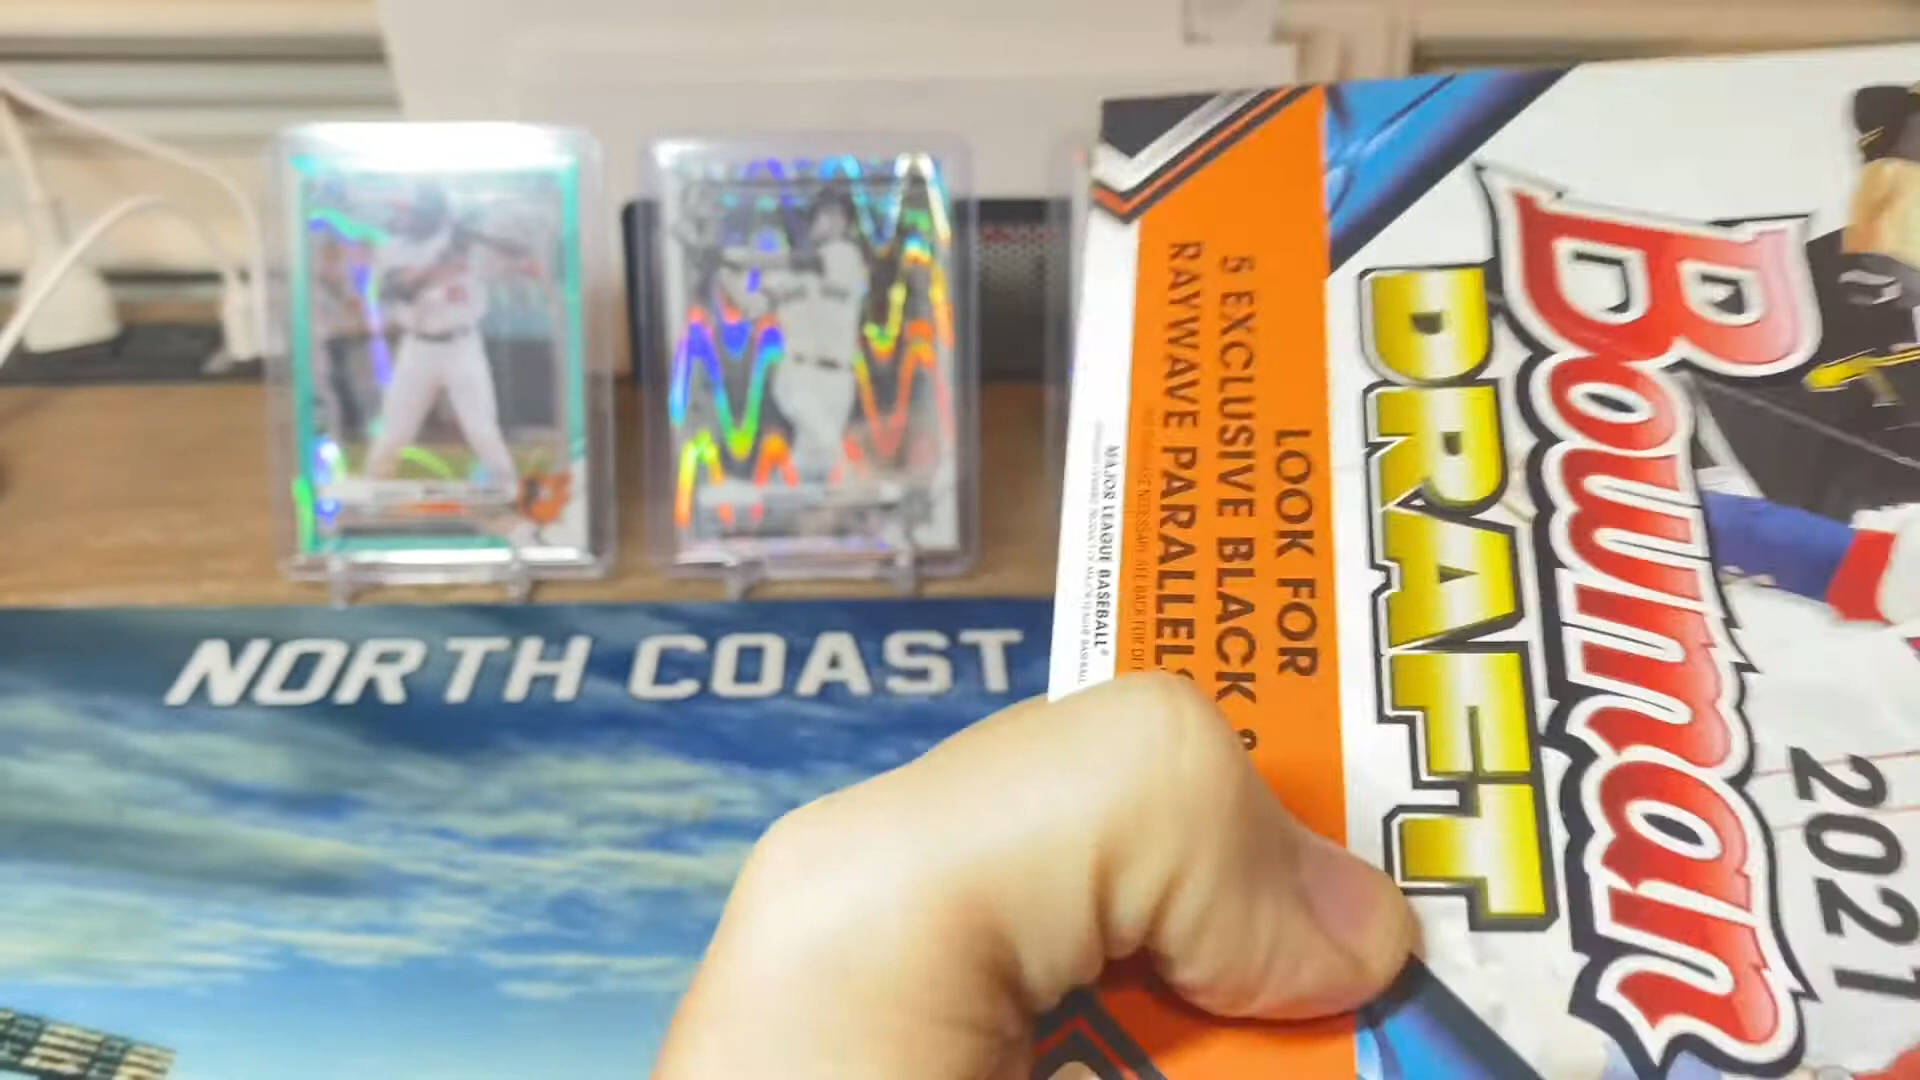 NORTH COAST
2021
Bowman
DRAFT
LOOK FOR
5 EXCLUSIVE BLACK &
RAYWAVE PARALLELS
MAJOR LEAGUE BASEBALL®